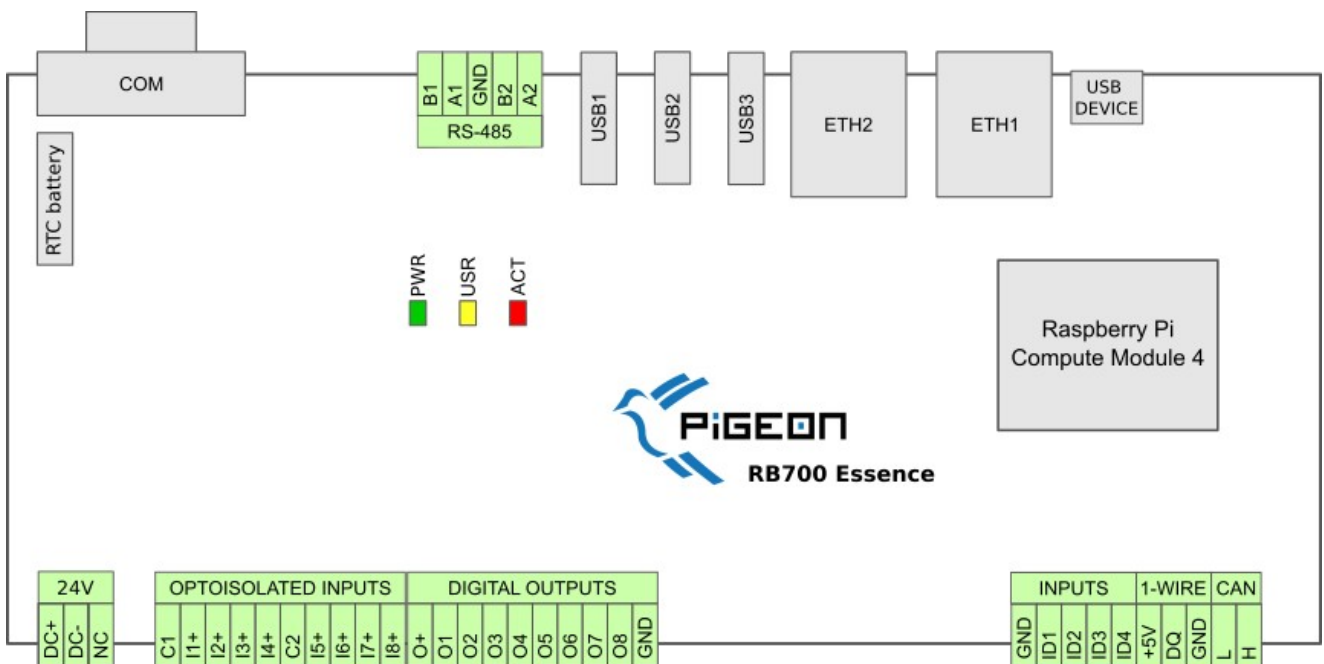 COM
B1
A1
GND
B2
A2
RS-485
USB1
USB2
USB3
ETH2
ETH1
USB
DEVICE
RTC battery
PWR
USR
ACT
Raspberry Pi
Compute Module 4
PiGEON
RB700 Essence
24V
DC+
DC-
NC
OPTOISOLATED INPUTS
C1
I1+
I2+
I3+
I4+
C2
I5+
I6+
I7+
I8+
DIGITAL OUTPUTS
O+
O1
O2
O3
O4
O5
O6
O7
O8
GND
INPUTS
GND
ID1
ID2
ID3
ID4
1-WIRE
+5V
DQ
GND
CAN
L
H